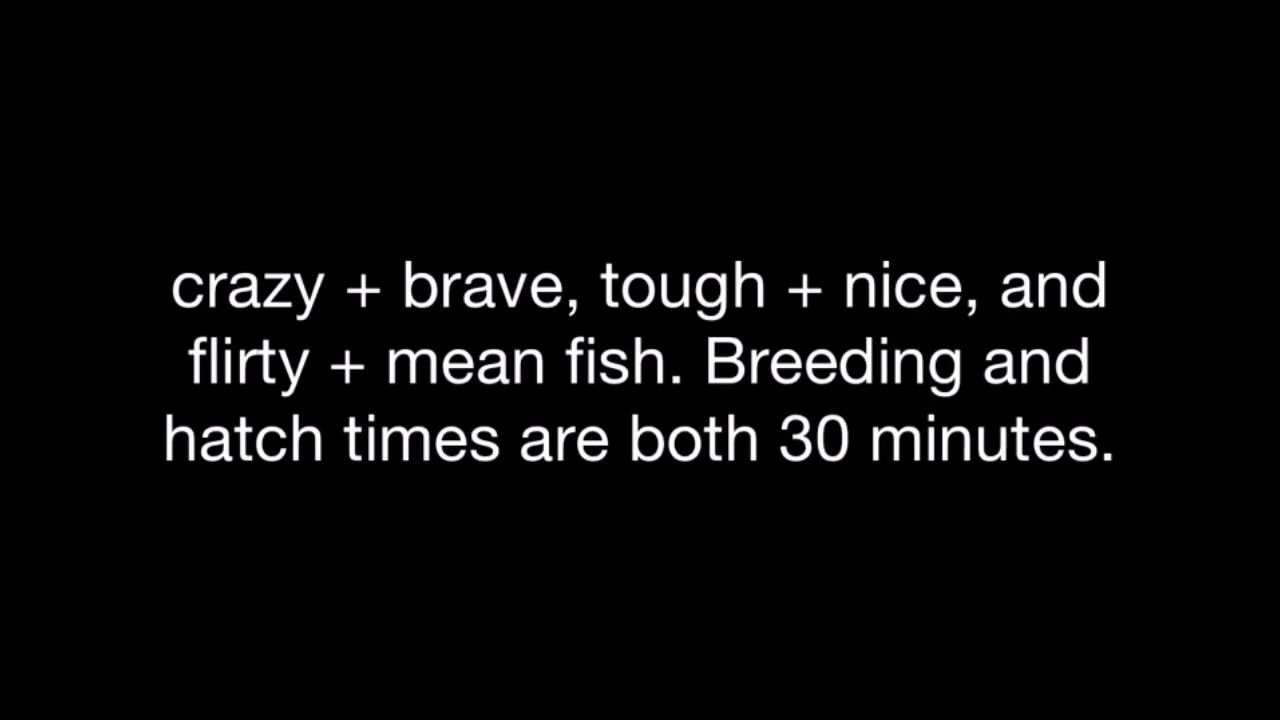 crazy + brave, tough + nice, and
flirty + mean fish. Breeding and
hatch times are both 30 minutes.